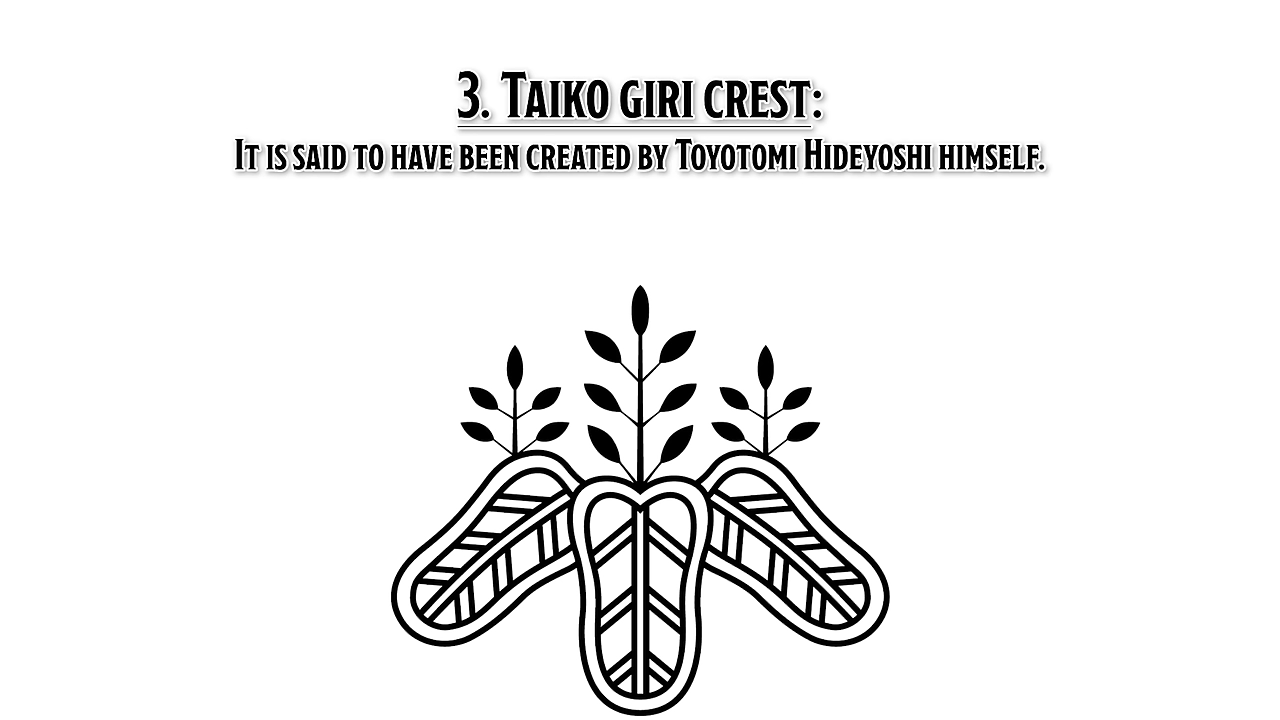 3. Taiko giri crest:
It is said to have been created by Toyotomi Hideyoshi himself.